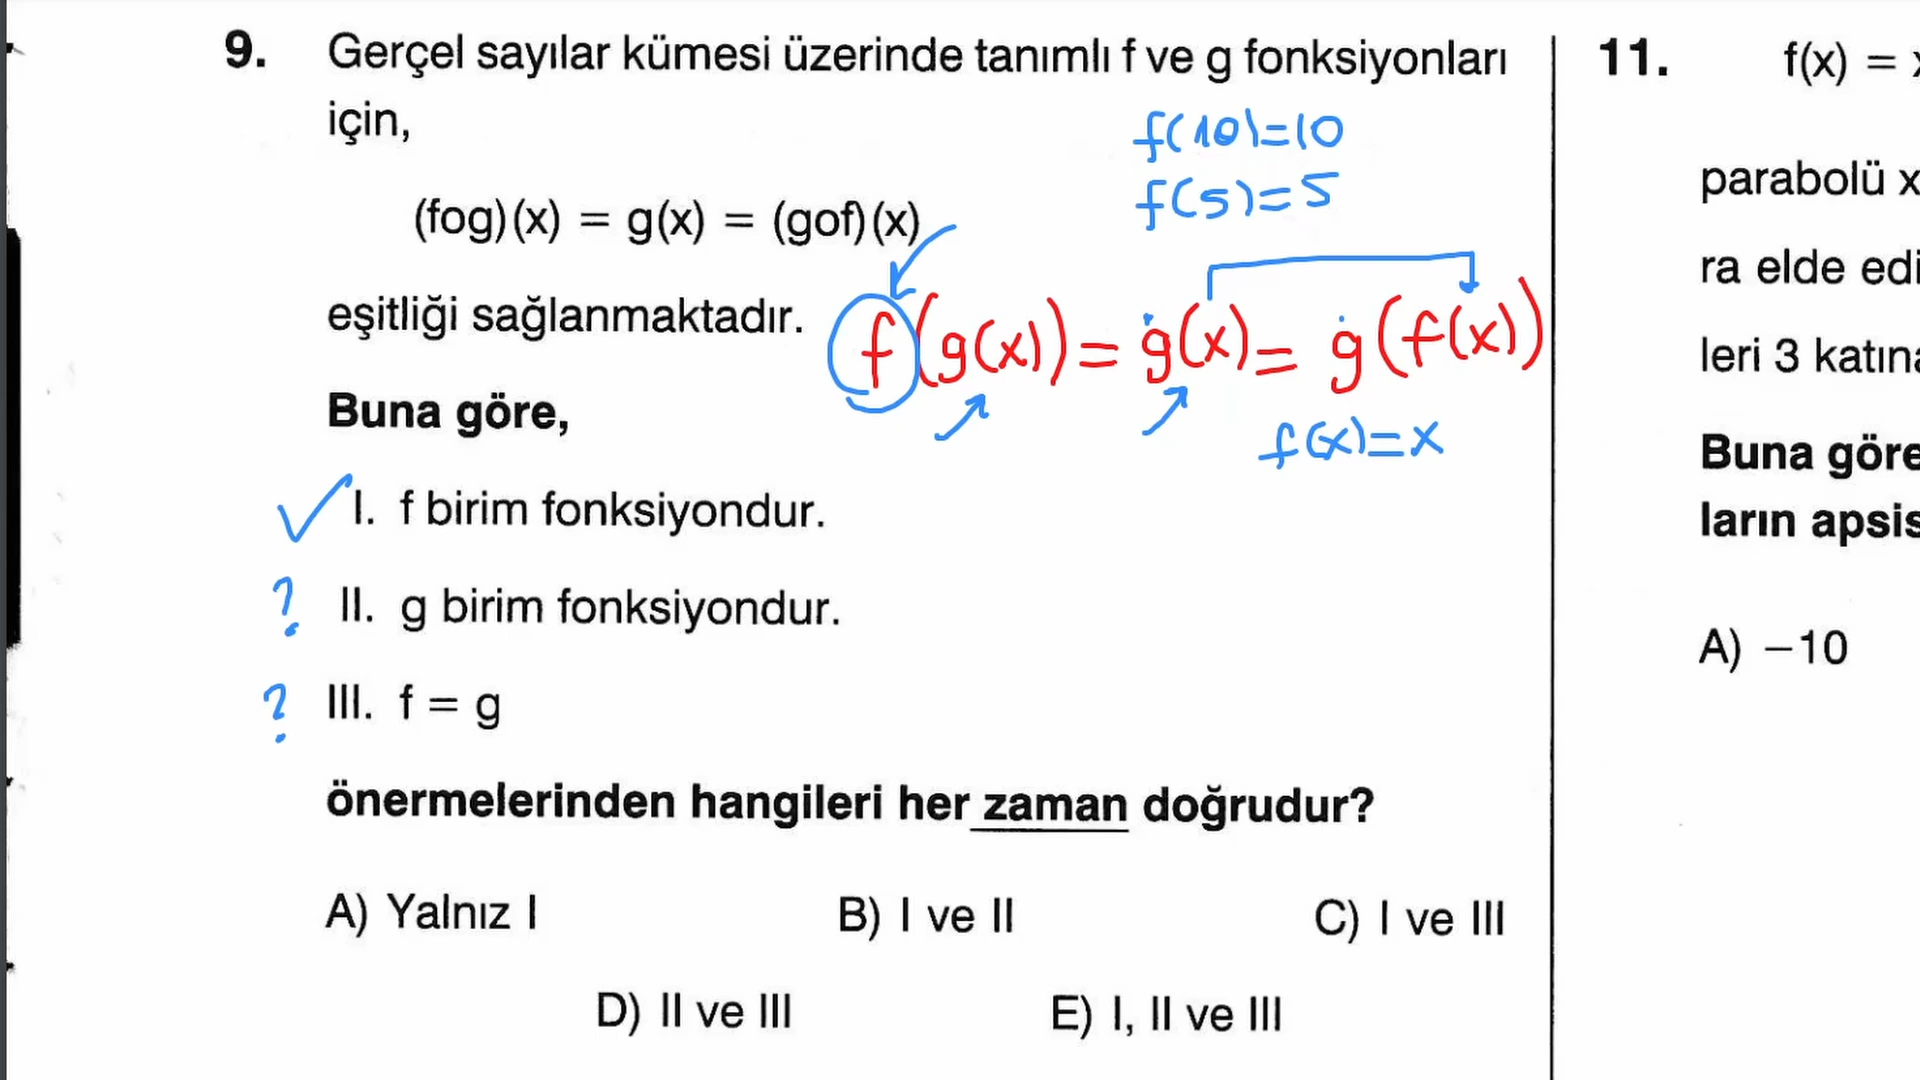 9. Gerçel sayılar kümesi üzerinde tanımlı f ve g fonksiyonları
için,
f(10)=10
f(5)=5
(fog)(x) = g(x) = (gof)(x)
eşitliği sağlanmaktadır.
f(g(x))=g(x)=g(f(x))
f(x)=x
Buna göre,
I. f birim fonksiyondur.
? II. g birim fonksiyondur.
? III. f = g
önermelerinden hangileri her zaman doğrudur?
A) Yalnız I B) I ve II C) I ve III
D) II ve III E) I, II ve III
11. f(x) =
parabolü x
ra elde edi
leri 3 katına
Buna göre
ların apsis
A) −10